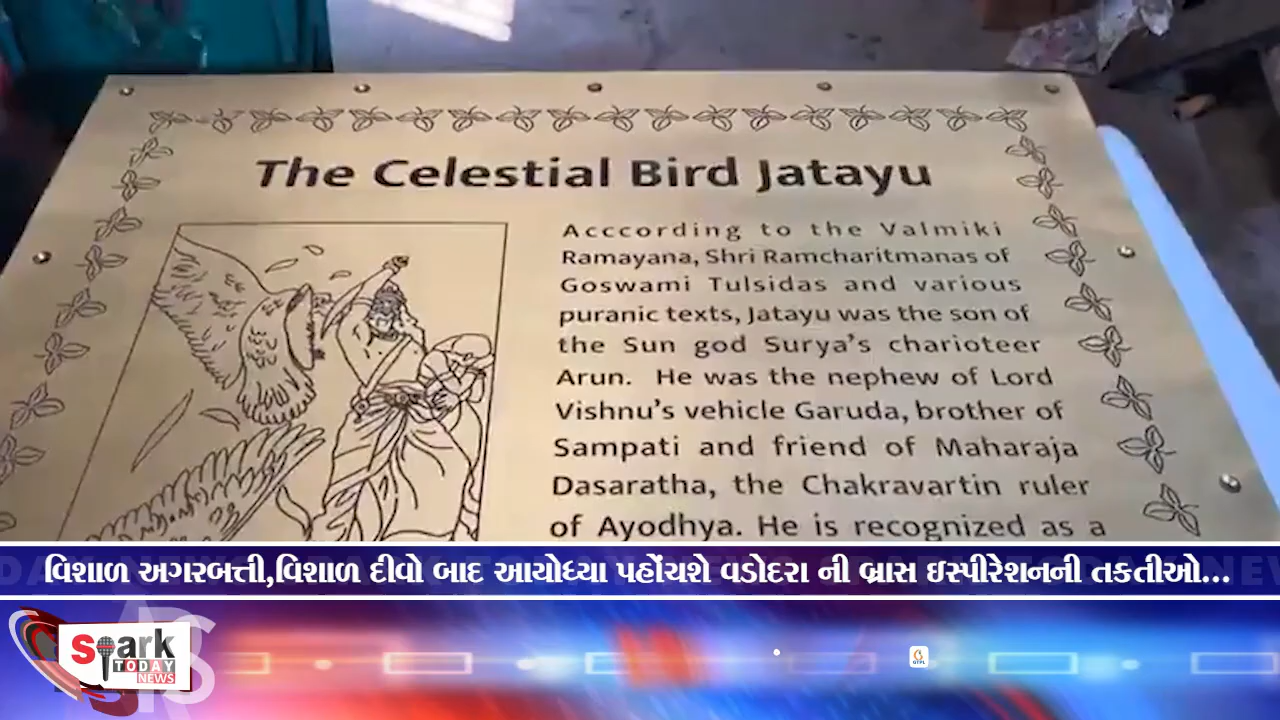 The Celestial Bird Jatayu
Acccording to the Valmiki
Ramayana, Shri Ramcharitmanas of
Goswami Tulsidas and various
puranic texts, Jatayu was the son of
the Sun god Surya's charioteer
Arun. He was the nephew of Lord
Vishnu's vehicle Garuda, brother of
Sampati and friend of Maharaja
Dasaratha, the Chakravartin ruler
of Ayodhya. He is recognized as a
વિશાળ અગરબત્તી,વિશાળ દીવો બાદ આયોધ્યા પહોંચશે વડોદરા ની બ્રાસ ઇસ્પીરેશનની તકતીઓ...
Spark
TODAY
NEWS
GTPL